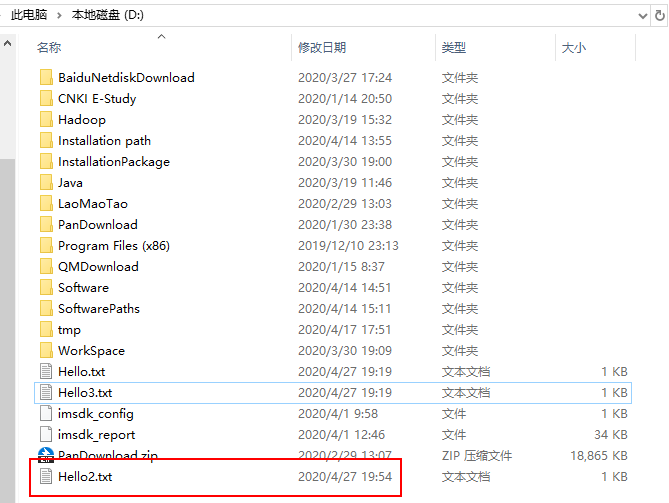 此电脑 > 本地磁盘 (D:)
名称 修改日期 类型 大小
BaiduNetdiskDownload 2020/3/27 17:24 文件夹
CNKI E-Study 2020/1/14 20:50 文件夹
Hadoop 2020/3/19 15:32 文件夹
Installation path 2020/4/14 13:55 文件夹
InstallationPackage 2020/3/30 19:00 文件夹
Java 2020/3/19 11:46 文件夹
LaoMaoTao 2020/2/29 13:03 文件夹
PanDownload 2020/1/30 23:38 文件夹
Program Files (x86) 2019/12/10 23:13 文件夹
QMDownload 2020/1/15 8:37 文件夹
Software 2020/4/14 14:51 文件夹
SoftwarePaths 2020/4/14 15:11 文件夹
tmp 2020/4/17 17:51 文件夹
WorkSpace 2020/3/30 19:09 文件夹
Hello.txt 2020/4/27 19:19 文本文档 1 KB
Hello3.txt 2020/4/27 19:19 文本文档 1 KB
imsdk_config 2020/4/1 9:58 文件 1 KB
imsdk_report 2020/4/1 12:46 文件 34 KB
PanDownload.zip 2020/2/29 13:07 ZIP 压缩文件 18,865 KB
Hello2.txt 2020/4/27 19:54 文本文档 1 KB